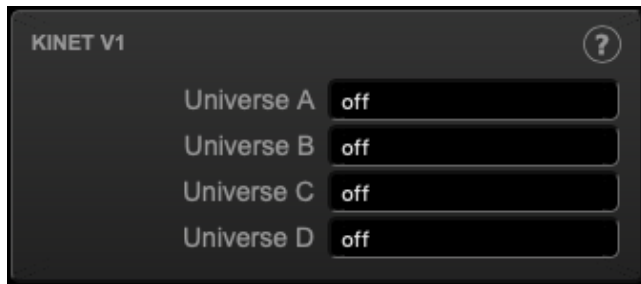 KINET V1 ?
Universe A off
Universe B off
Universe C off
Universe D off